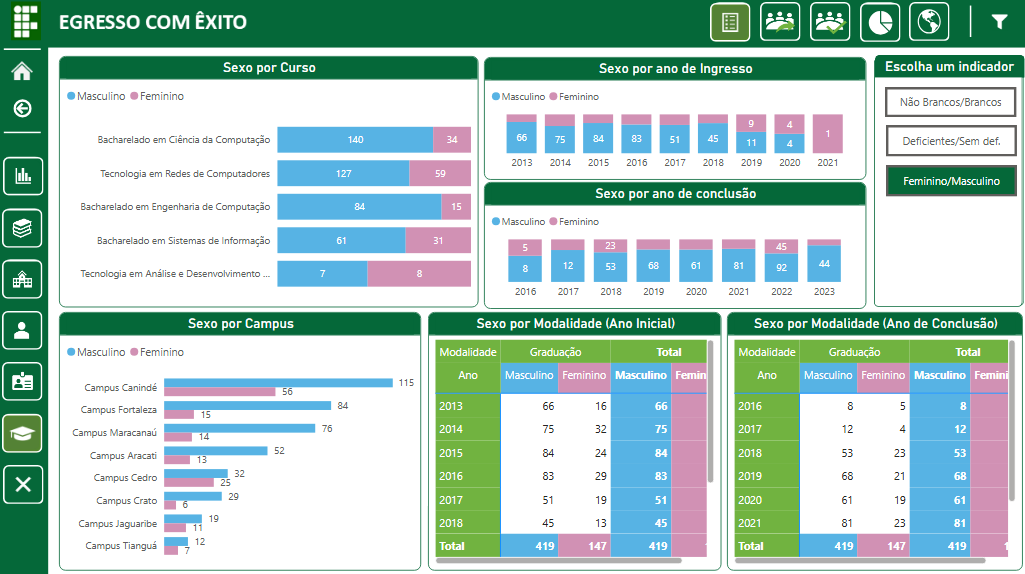 EGRESSO COM ÊXITO
Sexo por Curso
Masculino Feminino
Bacharelado em Ciência da Computação 140 34
Tecnologia em Redes de Computadores 127 59
Bacharelado em Engenharia de Computação 84 15
Bacharelado em Sistemas de Informação 61 31
Tecnologia em Análise e Desenvolvimento ... 7 8
Sexo por ano de Ingresso
Masculino Feminino
9 4
66 75 84 83 51 45 11 4 1
2013 2014 2015 2016 2017 2018 2019 2020 2021
Sexo por ano de conclusão
Masculino Feminino
5 23 45
8 12 53 68 61 81 92 44
2016 2017 2018 2019 2020 2021 2022 2023
Escolha um indicador
Não Brancos/Brancos
Deficientes/Sem def.
Feminino/Masculino
Sexo por Campus
Masculino Feminino
Campus Canindé 115
56
Campus Fortaleza 84
15
Campus Maracanaú 76
14
Campus Aracati 52
13
Campus Cedro 32
25
Campus Crato 29
6
Campus Jaguaribe 19
11
Campus Tianguá 12
7
Sexo por Modalidade (Ano Inicial)
Modalidade Graduação Total
Ano Masculino Feminino Masculino Femin
2013 66 16 66
2014 75 32 75
2015 84 24 84
2016 83 29 83
2017 51 19 51
2018 45 13 45
Total 419 147 419
Sexo por Modalidade (Ano de Conclusão)
Modalidade Graduação Total
Ano Masculino Feminino Masculino Femini
2016 8 5 8
2017 12 4 12
2018 53 23 53
2019 68 21 68
2020 61 19 61
2021 81 23 81
Total 419 147 419